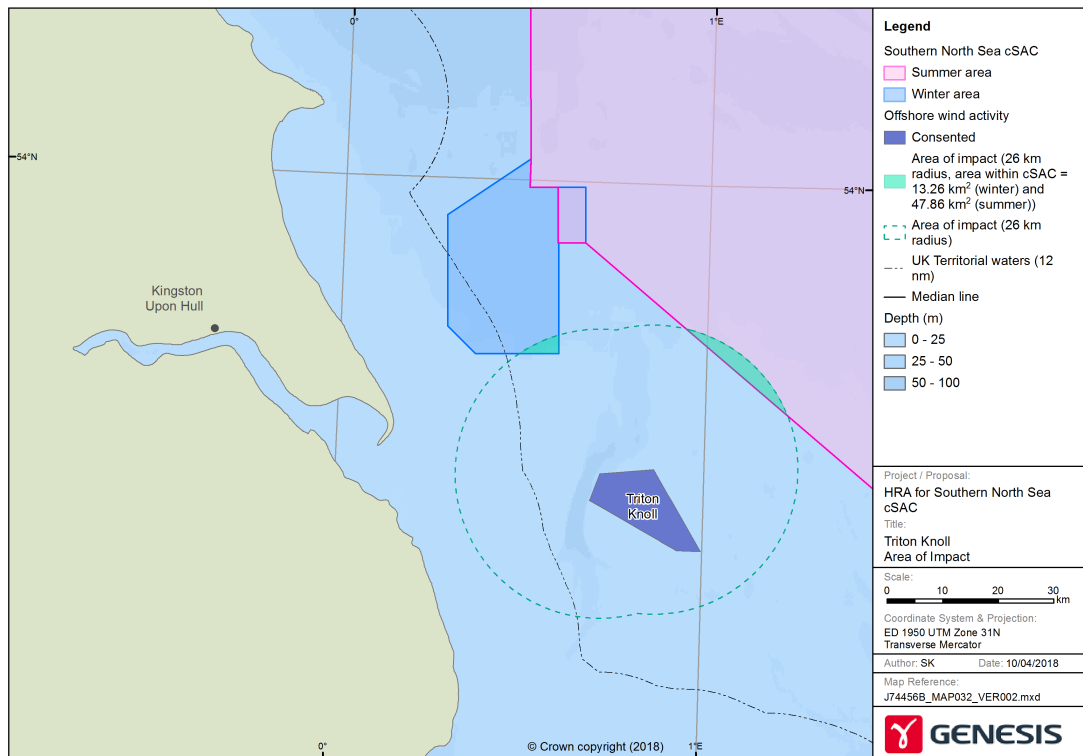 0°
1°E
54°N
54°N
Kingston
Upon Hull
Triton
Knoll
0°
© Crown copyright (2018)
1°E
Legend
Southern North Sea cSAC
Summer area
Winter area
Offshore wind activity
Consented
Area of impact (26 km
radius, area within cSAC =
13.26 km² (winter) and
47.86 km² (summer))
Area of impact (26 km
radius)
UK Territorial waters (12
nm)
Median line
Depth (m)
0 - 25
25 - 50
50 - 100
Project / Proposal:
HRA for Southern North Sea
cSAC
Title:
Triton Knoll
Area of Impact
Scale:
0 10 20 30
km
Coordinate System & Projection:
ED 1950 UTM Zone 31N
Transverse Mercator
Author: SK Date: 10/04/2018
Map Reference:
J74456B_MAP032_VER002.mxd
GENESIS